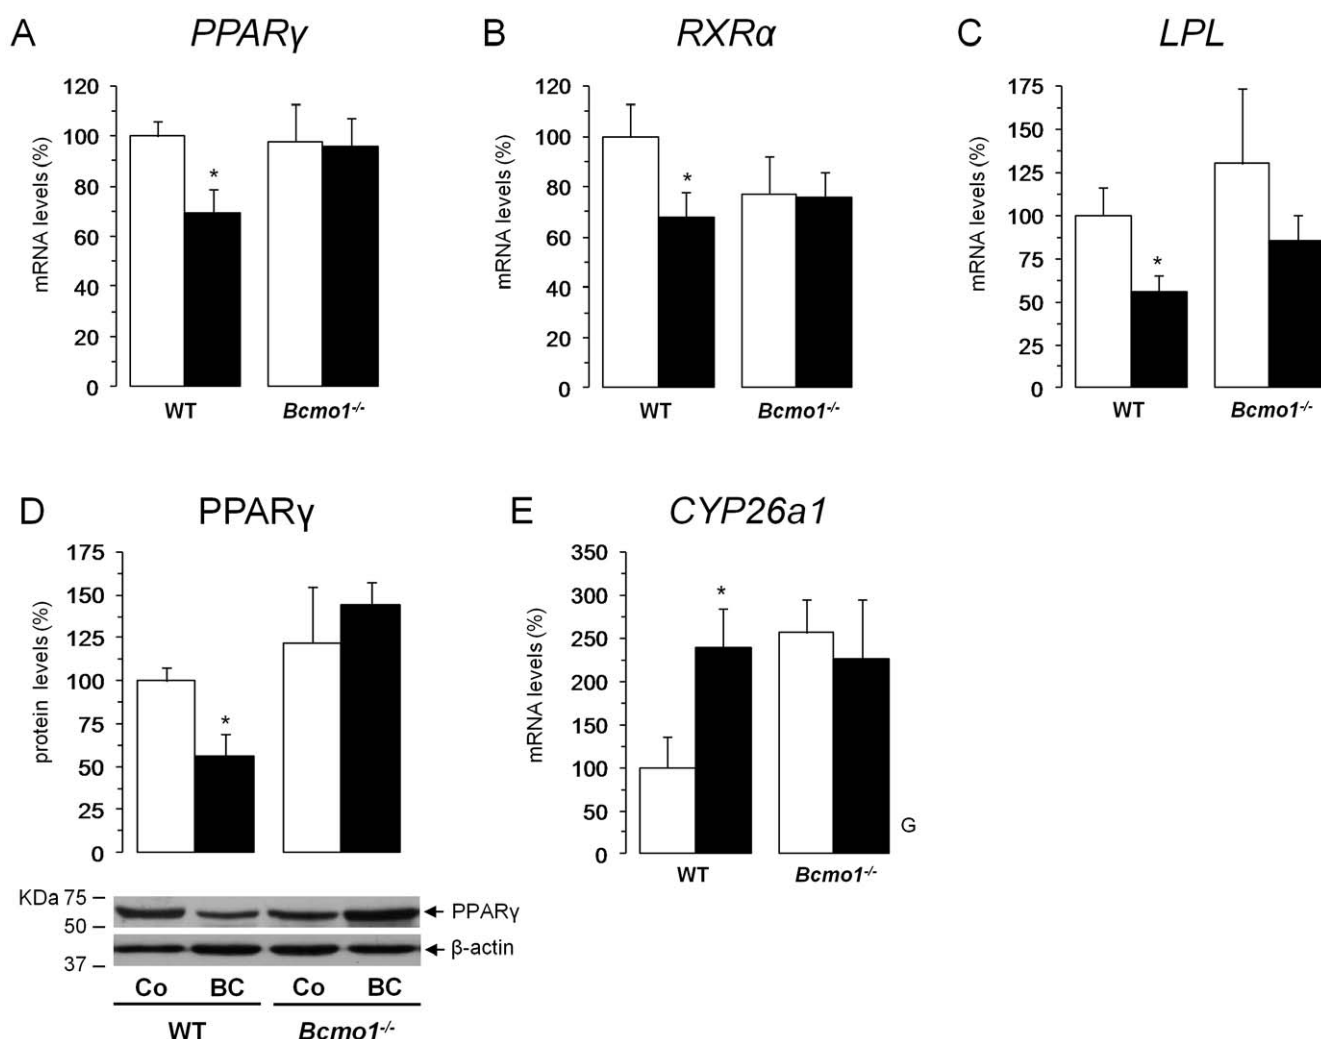 A PPARγ
B RXRα
C LPL
mRNA levels (%)
120
100
80
60
40
20
0
*
WT Bcmo1-/-
mRNA levels (%)
120
100
80
60
40
20
0
*
WT Bcmo1-/-
mRNA levels (%)
175
150
125
100
75
50
25
0
*
WT Bcmo1-/-
D PPARγ
protein levels (%)
175
150
125
100
75
50
25
0
*
KDa 75
50
37
PPARγ
β-actin
Co BC Co BC
WT Bcmo1-/-
E CYP26a1
mRNA levels (%)
350
300
250
200
150
100
50
0
*
WT Bcmo1-/-
G